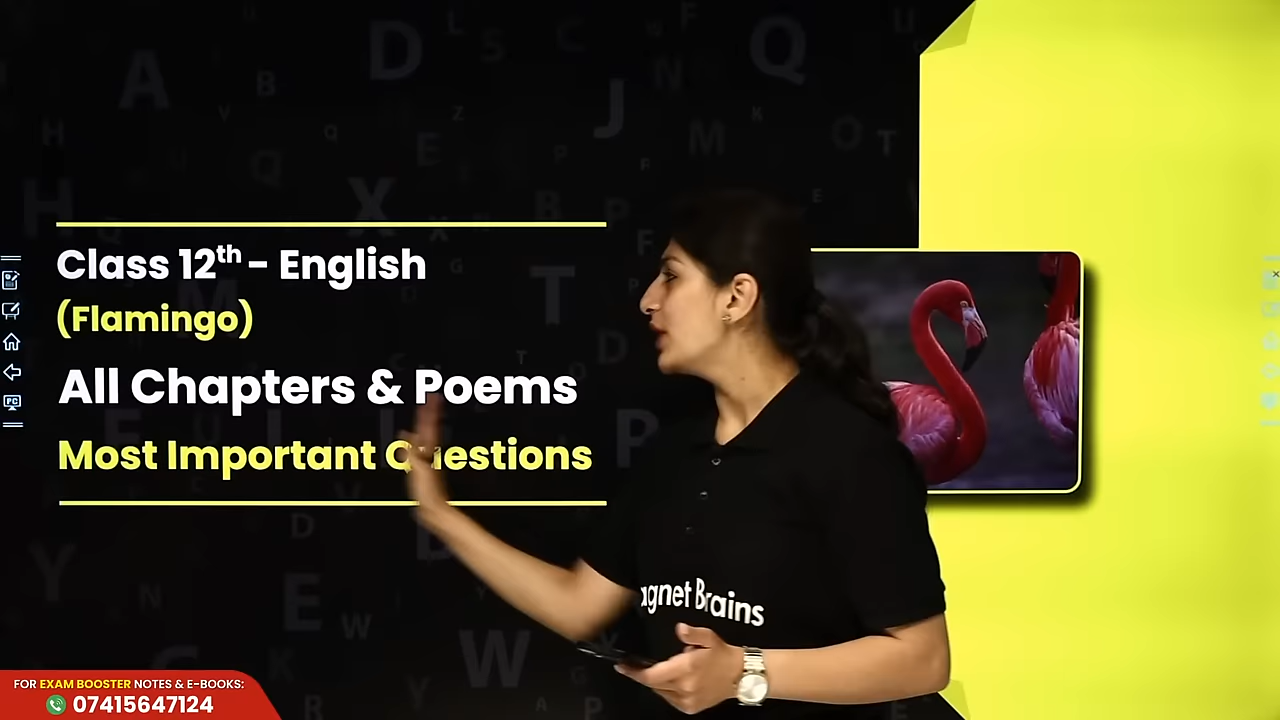 Class 12th - English
(Flamingo)
All Chapters & Poems
Most Important Questions
agnet Brains
FOR EXAM BOOSTER NOTES & E-BOOKS:
07415647124